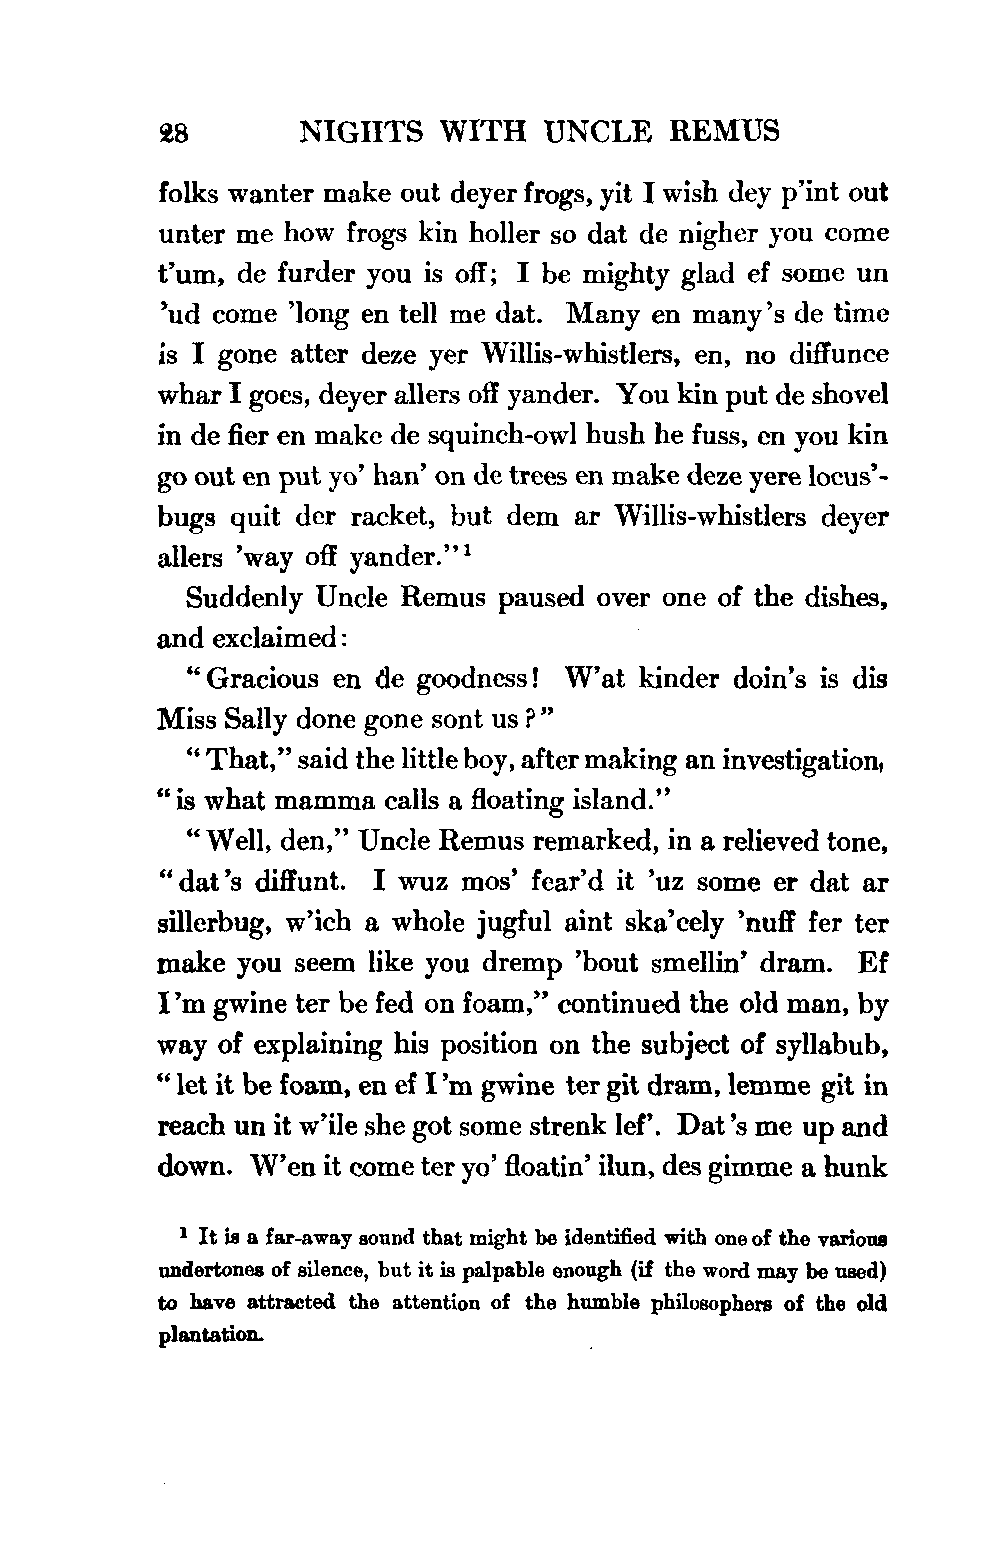 28 NIGHTS WITH UNCLE REMUS
folks wanter make out deyer frogs, yit I wish dey p'int out
unter me how frogs kin holler so dat de nigher you come
t'um, de furder you is off; I be mighty glad ef some un
'ud come 'long en tell me dat. Many en many's de time
is I gone atter deze yer Willis-whistlers, en, no diffunce
whar I goes, deyer allers off yander. You kin put de shovel
in de fier en make de squinch-owl hush he fuss, en you kin
go out en put yo' han' on de trees en make deze yere locus'-
bugs quit der racket, but dem ar Willis-whistlers deyer
allers 'way off yander."¹
Suddenly Uncle Remus paused over one of the dishes,
and exclaimed:
"Gracious en de goodness! W'at kinder doin's is dis
Miss Sally done gone sont us?"
"That," said the little boy, after making an investigation,
"is what mamma calls a floating island."
"Well, den," Uncle Remus remarked, in a relieved tone,
"dat's diffunt. I wuz mos' fear'd it 'uz some er dat ar
sillerbug, w'ich a whole jugful aint ska'cely 'nuff fer ter
make you seem like you dremp 'bout smellin' dram. Ef
I'm gwine ter be fed on foam," continued the old man, by
way of explaining his position on the subject of syllabub,
"let it be foam, en ef I'm gwine ter git dram, lemme git in
reach un it w'ile she got some strenk lef'. Dat's me up and
down. W'en it come ter yo' floatin' ilun, des gimme a hunk
¹ It is a far-away sound that might be identified with one of the various
undertones of silence, but it is palpable enough (if the word may be used)
to have attracted the attention of the humble philosophers of the old
plantation.